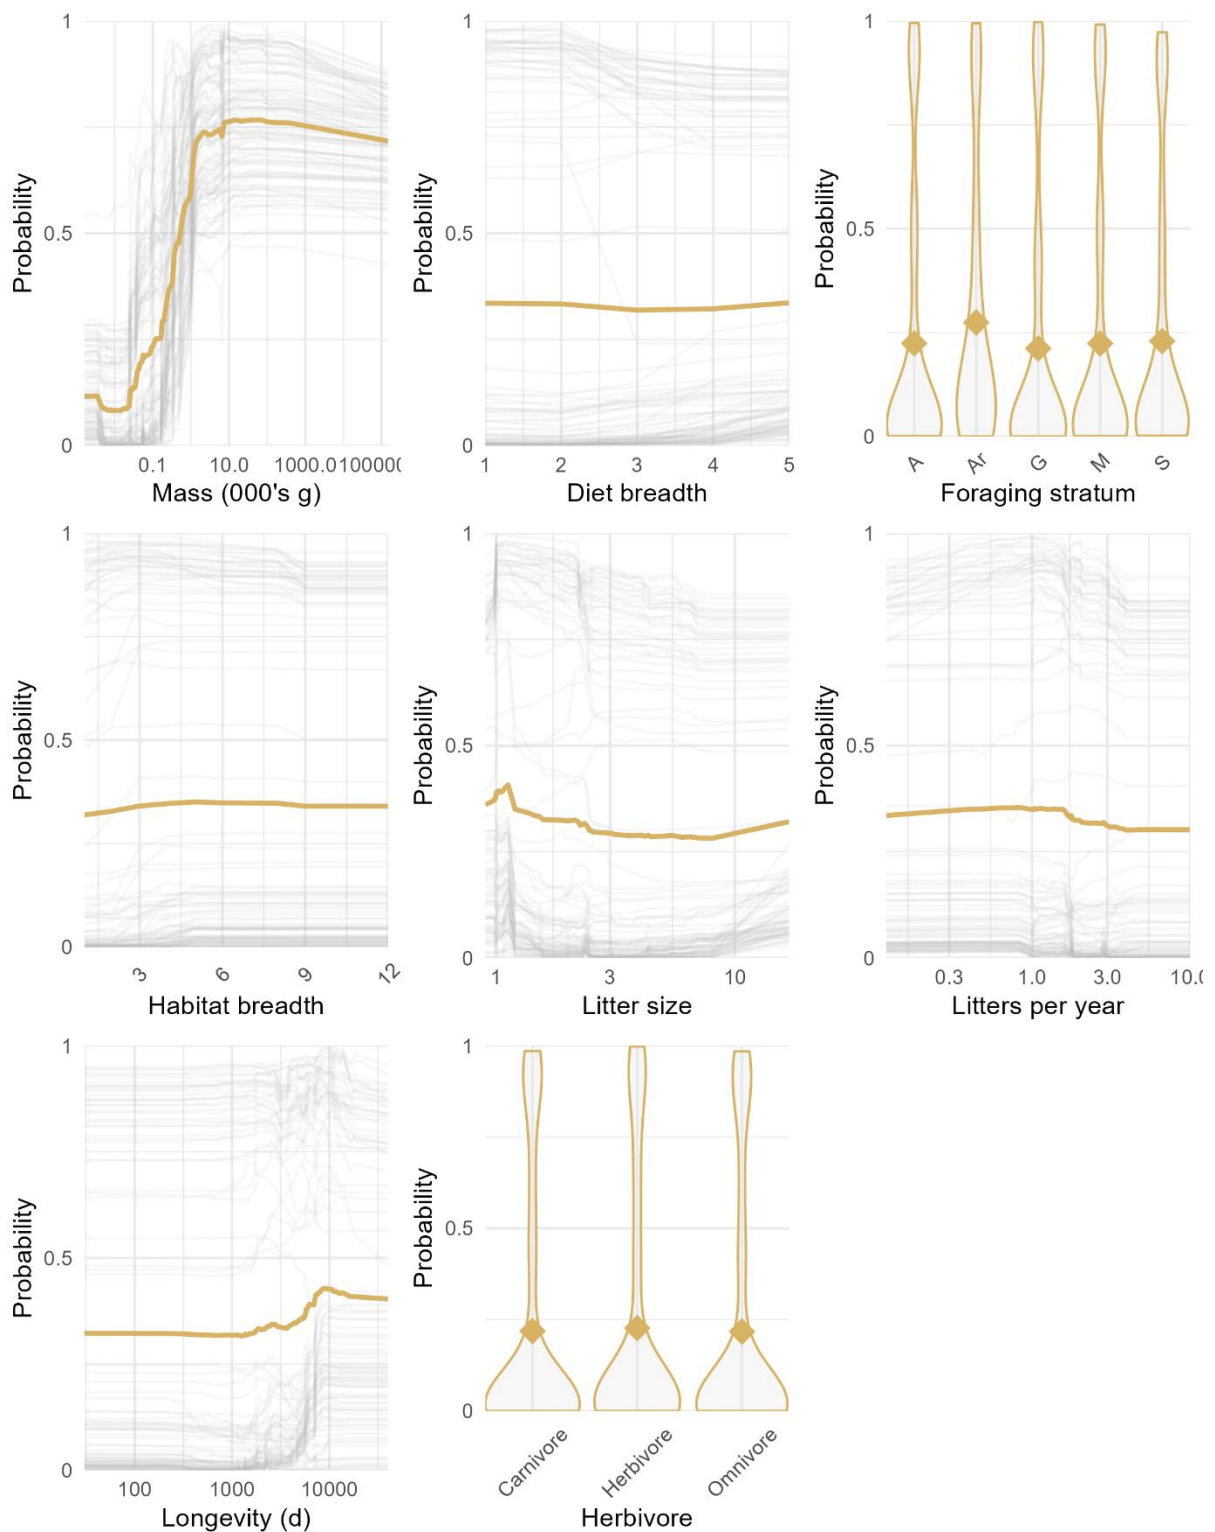 1
0.5
0
Probability
0.1 10.0 1000.0100000
Mass (000's g)
1
0.5
0
Probability
1 2 3 4 5
Diet breadth
1
0.5
0
Probability
A Ar G M S
Foraging stratum
1
0.5
0
Probability
3 6 9 12
Habitat breadth
1
0.5
0
Probability
1 3 10
Litter size
1
0.5
0
Probability
0.3 1.0 3.0 10.0
Litters per year
1
0.5
0
Probability
100 1000 10000
Longevity (d)
1
0.5
0
Probability
Carnivore Herbivore Omnivore
Herbivore